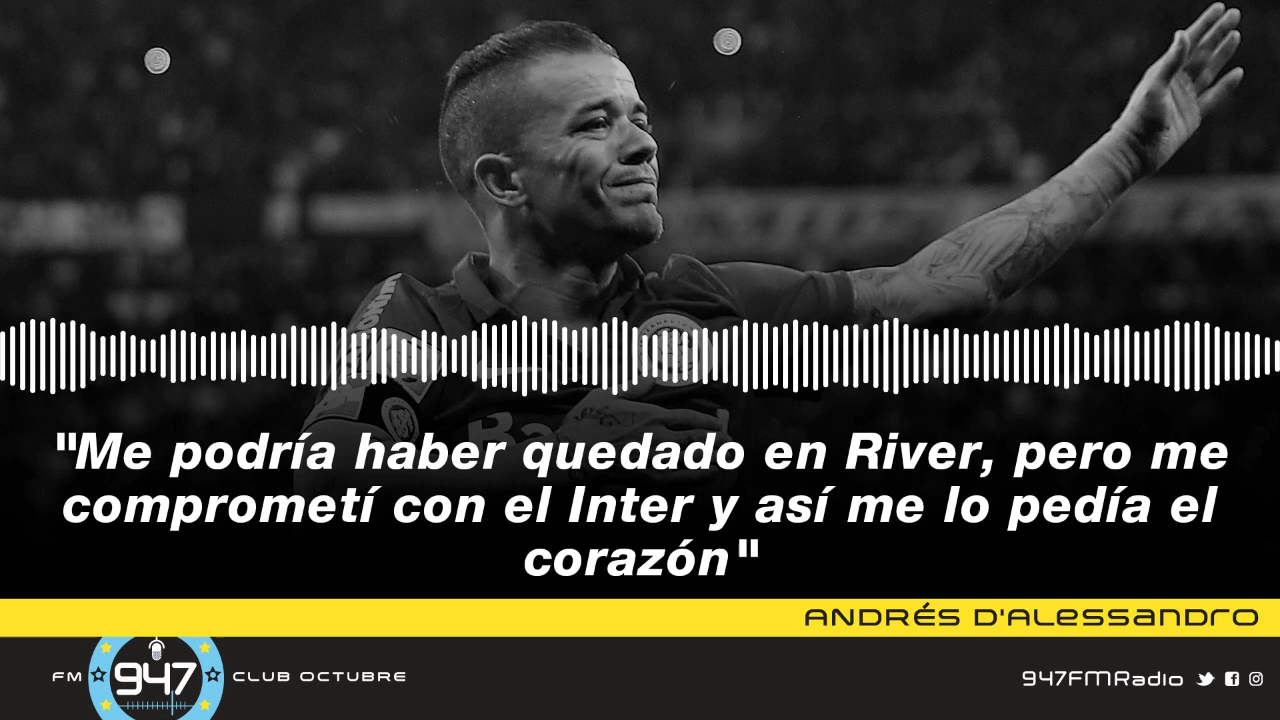 "Me podría haber quedado en River, pero me
comprometí con el Inter y así me lo pedía el
corazón"
ANDRÉS D'ALESSANDRO
FM 947 CLUB OCTUBRE
947FMRadio